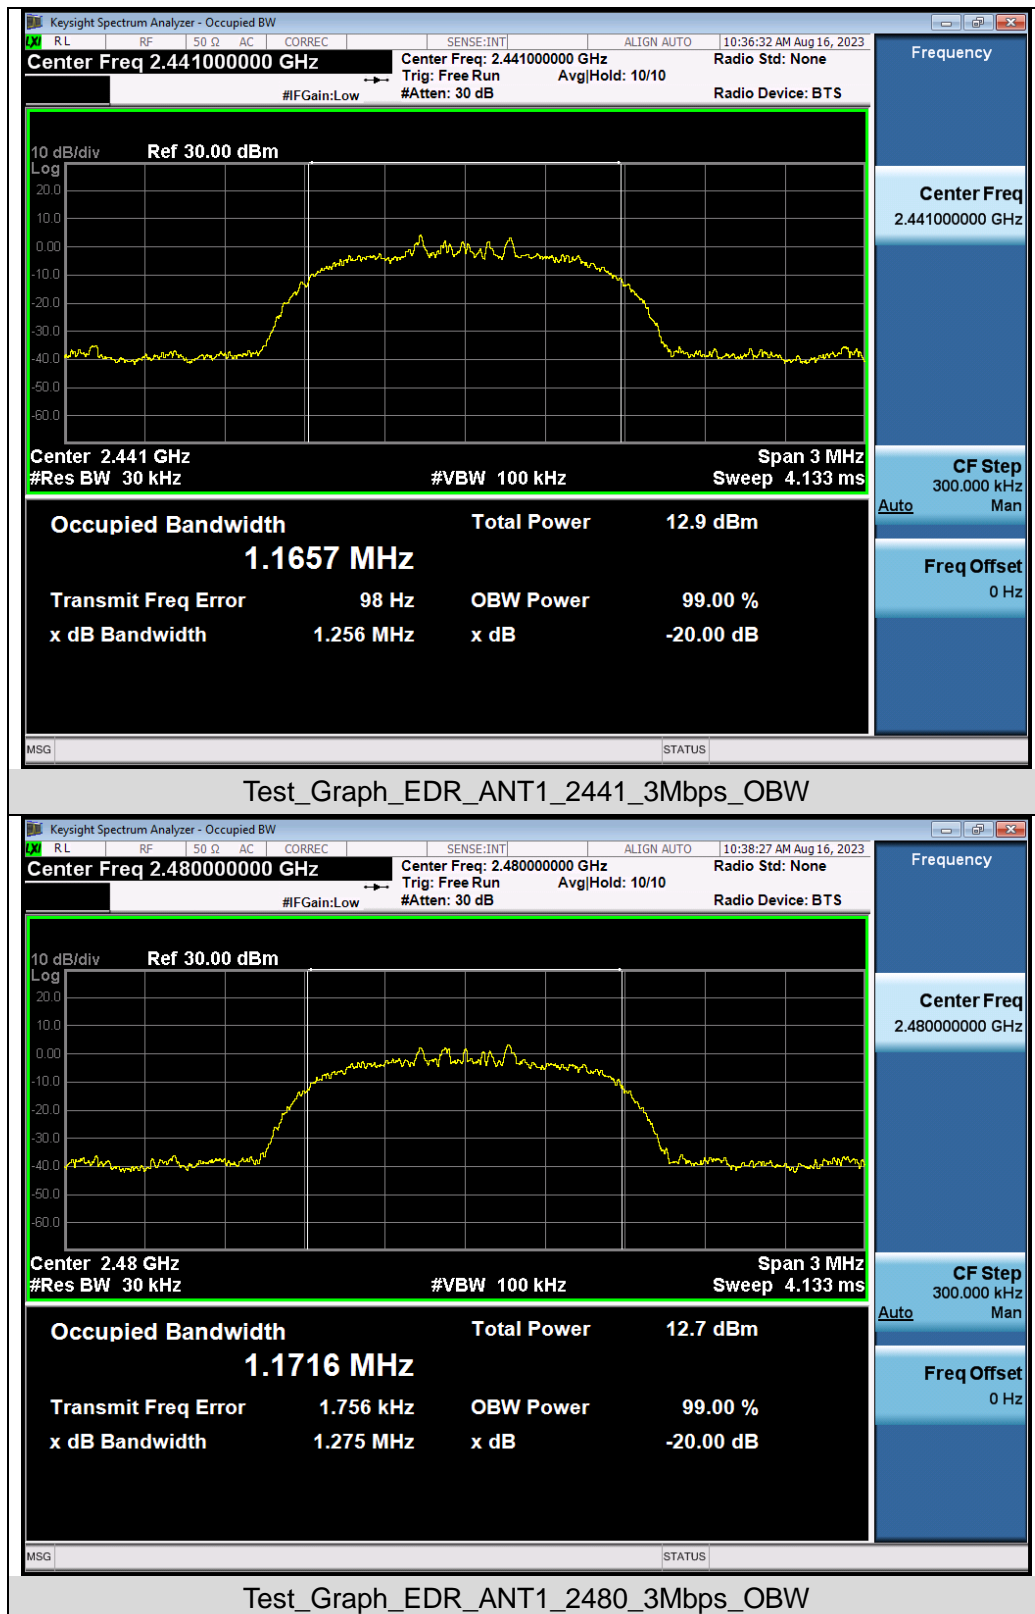 Keysight Spectrum Analyzer - Occupied BW
LXI RL RF 50 Ω AC CORREC SENSE:INT ALIGN AUTO 10:36:32 AM Aug 16, 2023
Center Freq 2.441000000 GHz
Center Freq: 2.441000000 GHz
Radio Std: None
Trig: Free Run Avg|Hold: 10/10
#IFGain:Low #Atten: 30 dB
Radio Device: BTS
Frequency
10 dB/div Ref 30.00 dBm
Log
20.0
10.0
0.00
-10.0
-20.0
-30.0
-40.0
-50.0
-60.0
Center Freq
2.441000000 GHz
Center 2.441 GHz Span 3 MHz
#Res BW 30 kHz #VBW 100 kHz Sweep 4.133 ms
CF Step
300.000 kHz
Auto Man
Occupied Bandwidth Total Power 12.9 dBm
1.1657 MHz
Transmit Freq Error 98 Hz OBW Power 99.00 %
x dB Bandwidth 1.256 MHz x dB -20.00 dB
Freq Offset
0 Hz
MSG STATUS
Test_Graph_EDR_ANT1_2441_3Mbps_OBW
Keysight Spectrum Analyzer - Occupied BW
LXI RL RF 50 Ω AC CORREC SENSE:INT ALIGN AUTO 10:38:27 AM Aug 16, 2023
Center Freq 2.480000000 GHz
Center Freq: 2.480000000 GHz
Radio Std: None
Trig: Free Run Avg|Hold: 10/10
#IFGain:Low #Atten: 30 dB
Radio Device: BTS
Frequency
10 dB/div Ref 30.00 dBm
Log
20.0
10.0
0.00
-10.0
-20.0
-30.0
-40.0
-50.0
-60.0
Center Freq
2.480000000 GHz
Center 2.48 GHz Span 3 MHz
#Res BW 30 kHz #VBW 100 kHz Sweep 4.133 ms
CF Step
300.000 kHz
Auto Man
Occupied Bandwidth Total Power 12.7 dBm
1.1716 MHz
Transmit Freq Error 1.756 kHz OBW Power 99.00 %
x dB Bandwidth 1.275 MHz x dB -20.00 dB
Freq Offset
0 Hz
MSG STATUS
Test_Graph_EDR_ANT1_2480_3Mbps_OBW